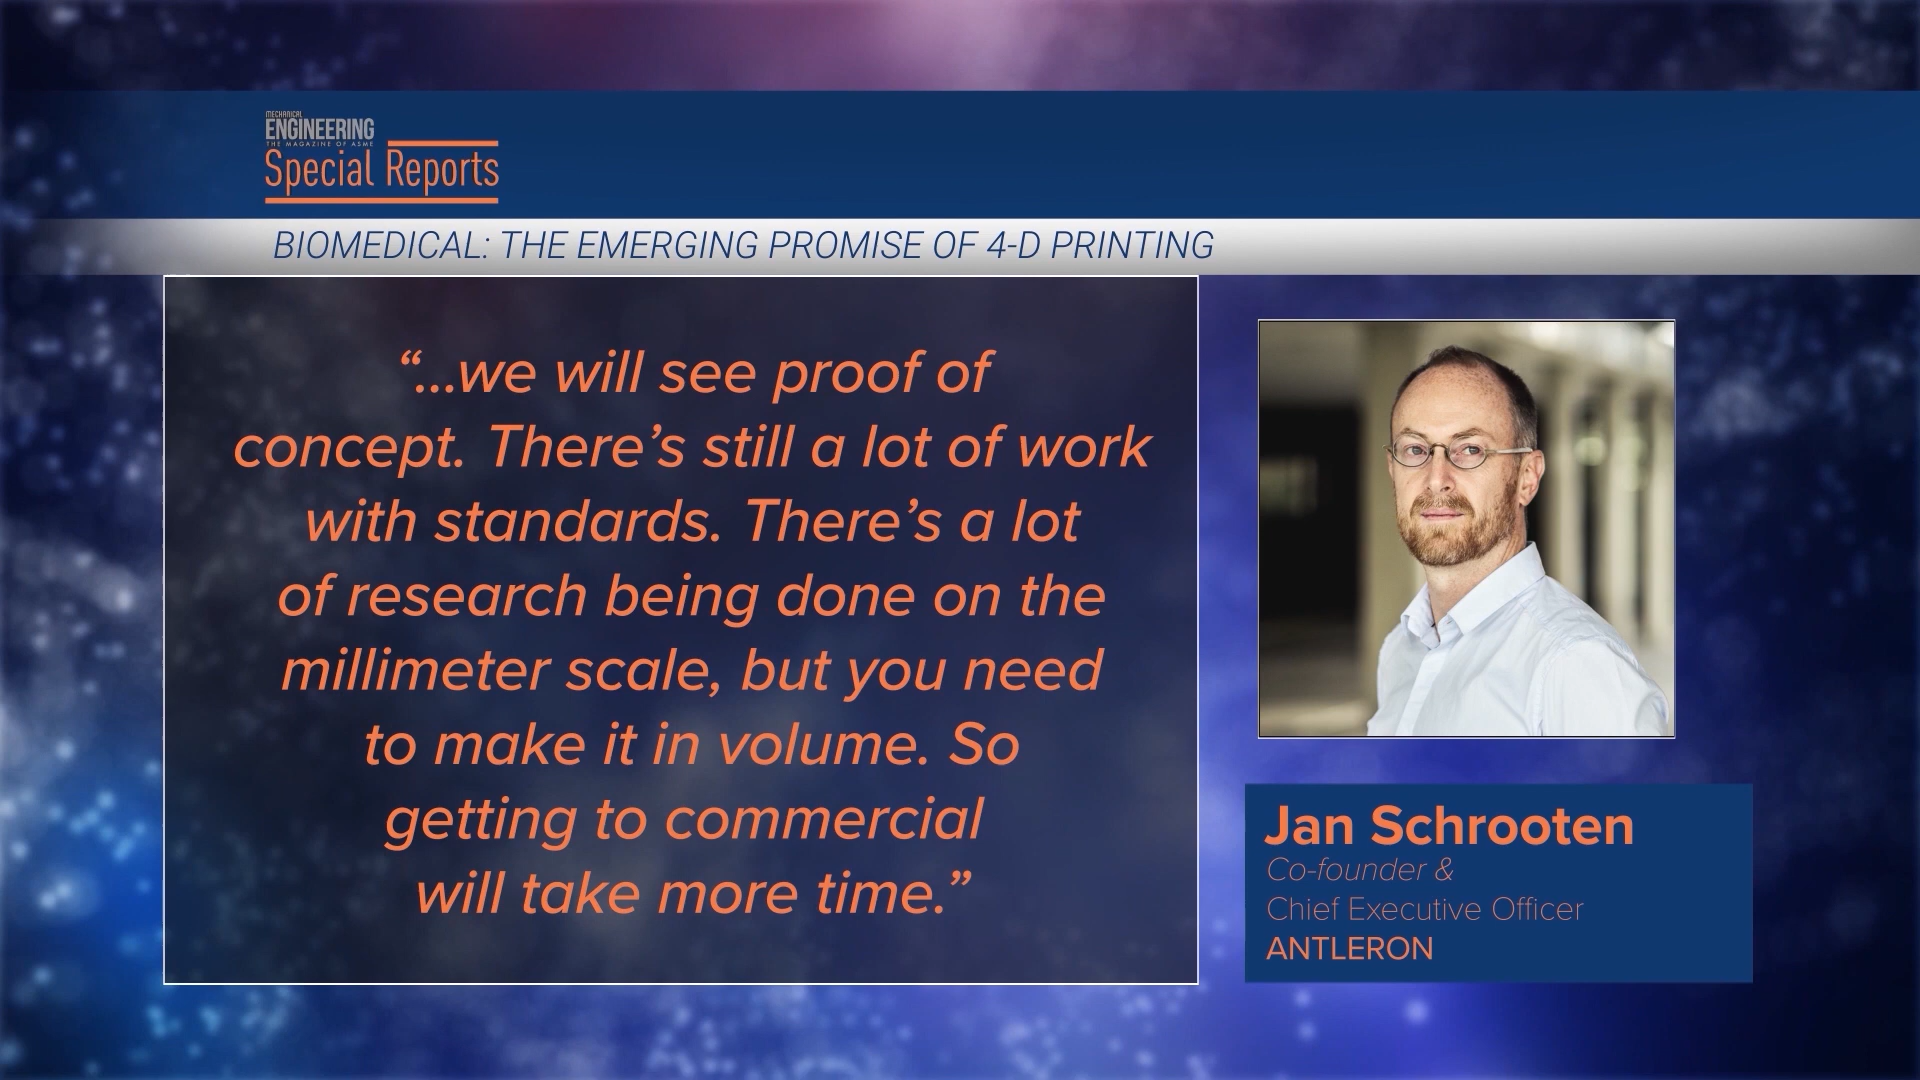 MECHANICAL
ENGINEERING
THE MAGAZINE OF ASME
Special Reports
BIOMEDICAL: THE EMERGING PROMISE OF 4-D PRINTING
“...we will see proof of
concept. There’s still a lot of work
with standards. There’s a lot
of research being done on the
millimeter scale, but you need
to make it in volume. So
getting to commercial
will take more time.”
Jan Schrooten
Co-founder &
Chief Executive Officer
ANTLERON